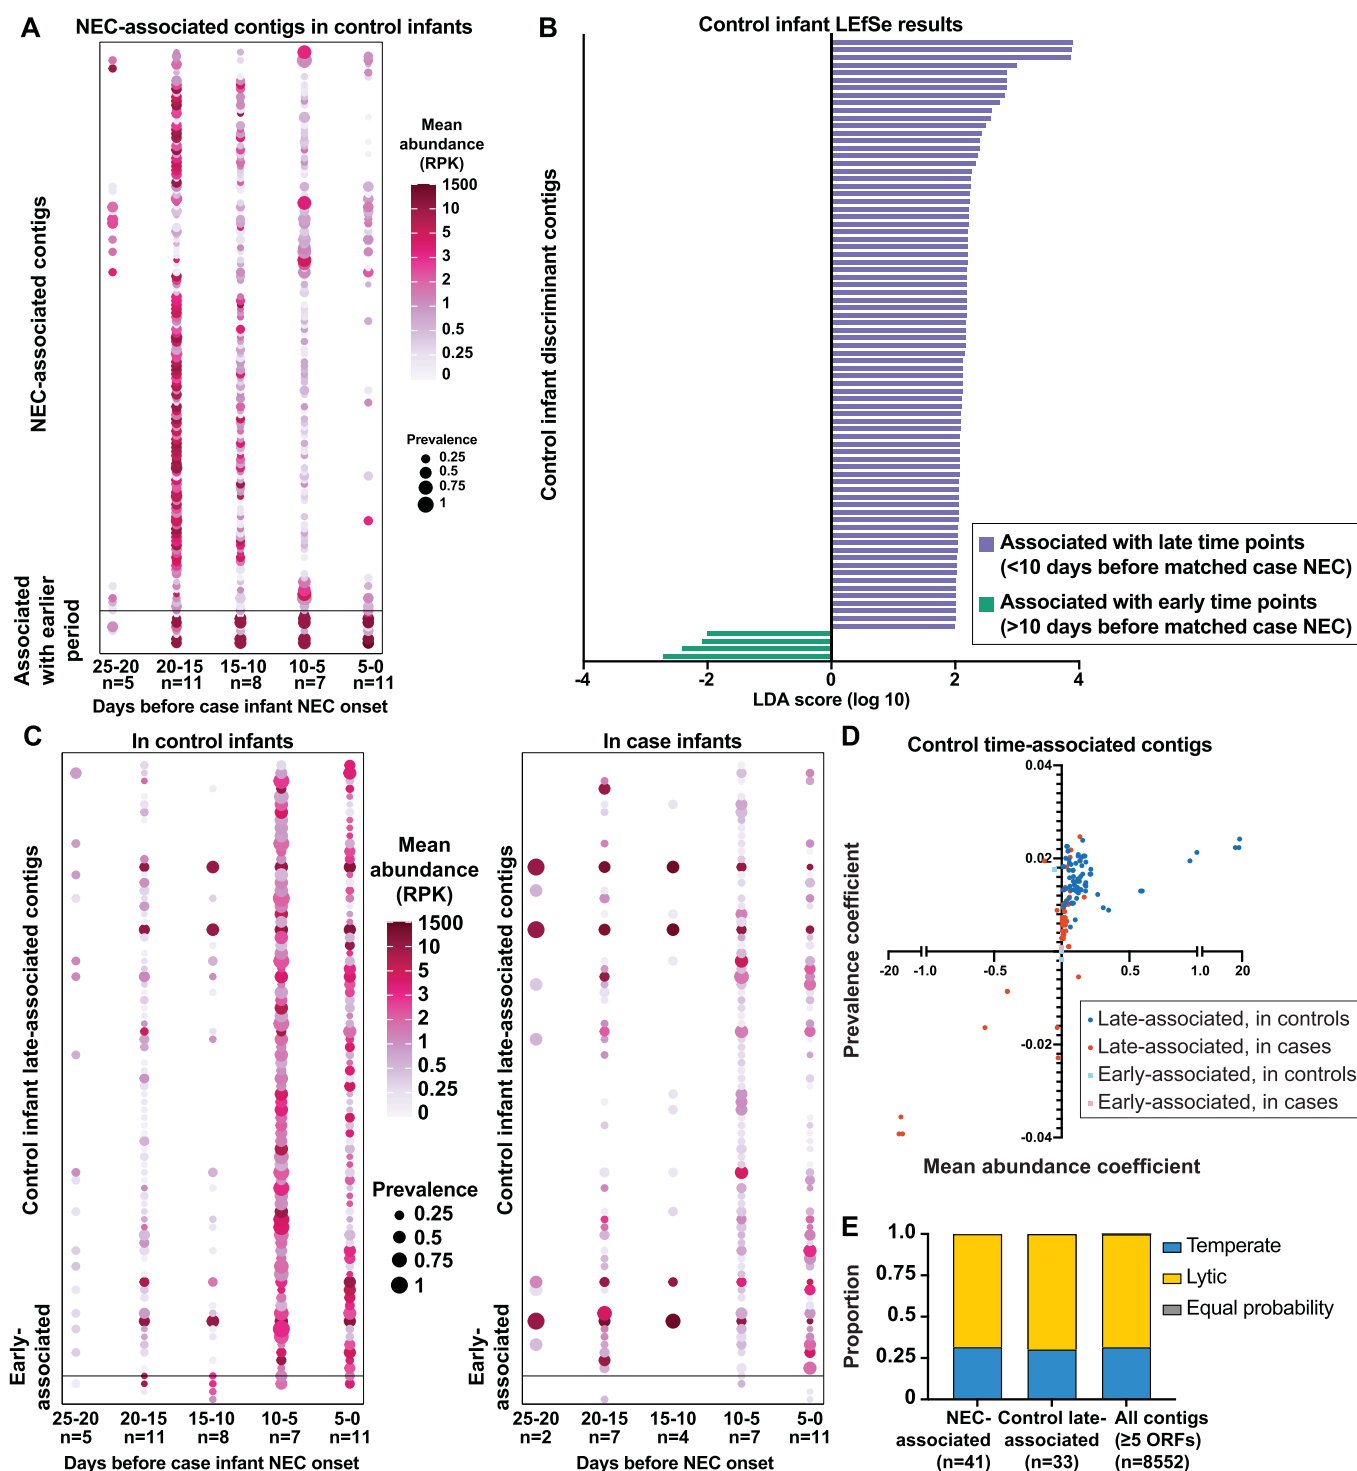 A
NEC-associated contigs in control infants
NEC-associated contigs
Associated
with earlier
period
25-20 20-15 15-10 10-5 5-0
n=5 n=11 n=8 n=7 n=11
Days before case infant NEC onset
Mean
abundance
(RPK)
1500
10
5
3
2
1
0.5
0.25
0
Prevalence
0.25
0.5
0.75
1
B
Control infant LEfSe results
Control infant discriminant contigs
Associated with late time points
(<10 days before matched case NEC)
Associated with early time points
(>10 days before matched case NEC)
-4 -2 0 2 4
LDA score (log 10)
C
In control infants
Control infant late-associated contigs
Early-
associated
25-20 20-15 15-10 10-5 5-0
n=5 n=11 n=8 n=7 n=11
Days before case infant NEC onset
Mean
abundance
(RPK)
1500
10
5
3
2
1
0.5
0.25
0
Prevalence
0.25
0.5
0.75
1
In case infants
Control infant late-associated contigs
Early-
associated
25-20 20-15 15-10 10-5 5-0
n=2 n=7 n=4 n=7 n=11
Days before NEC onset
D
Control time-associated contigs
Prevalence coefficient
0.04
0.02
-20 -1.0 -0.5 0.5 1.0 20
-0.02
-0.04
Late-associated, in controls
Late-associated, in cases
Early-associated, in controls
Early-associated, in cases
Mean abundance coefficient
E
Proportion
1.0
0.75
0.5
0.25
0
Temperate
Lytic
Equal probability
NEC-
associated
(n=41)
Control late-
associated
(n=33)
All contigs
(≥5 ORFs)
(n=8552)